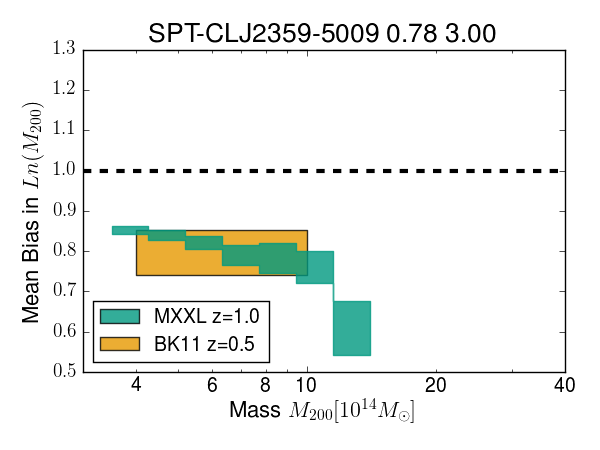 SPT-CLJ2359-5009 0.78 3.00
Mean Bias in Ln(M200)
1.3
1.2
1.1
1.0
0.9
0.8
0.7
0.6
0.5
MXXL z=1.0
BK11 z=0.5
4 6 8 10 20 40
Mass M200[10^14 M⊙]